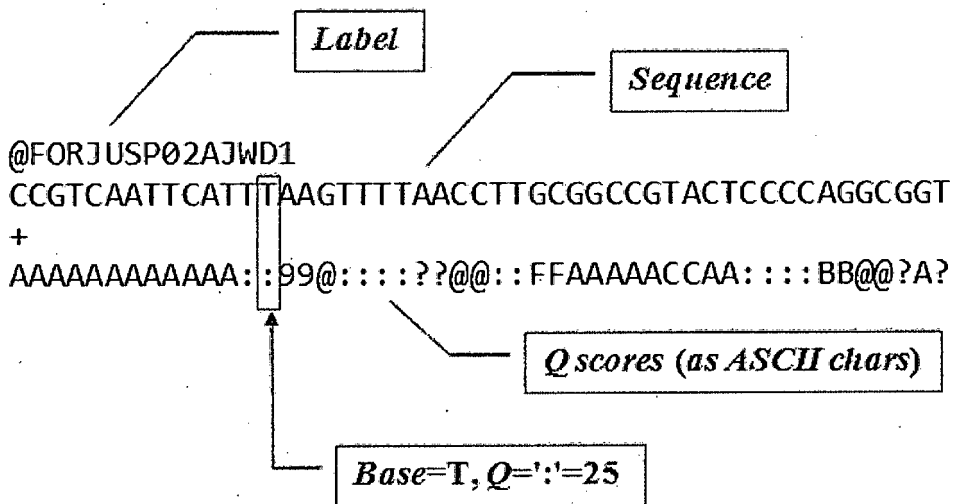 Label
Sequence
@FORJUSP02AJWD1
CCGTCAATTCATTTAAGTTTTAACCTTGCGGCCGTACTCCCCAGGCGGT
+
AAAAAAAAAAAA::99@::::??@@::FFAAAAACCAA::::BB@@?A?
Q scores (as ASCII chars)
Base=T, Q=':'=25